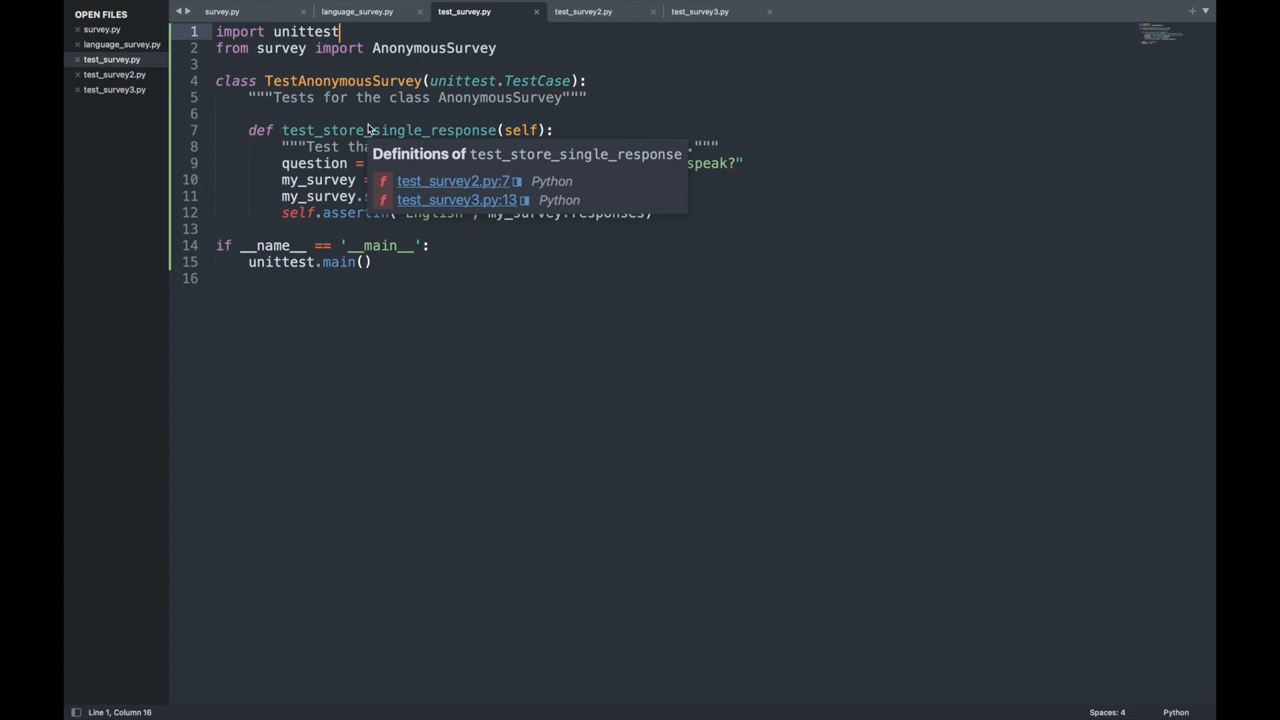 OPEN FILES
survey.py
language_survey.py
test_survey.py
test_survey2.py
test_survey3.py
survey.py
language_survey.py
test_survey.py
test_survey2.py
test_survey3.py
1 import unittest
2 from survey import AnonymousSurvey
3
4 class TestAnonymousSurvey(unittest.TestCase):
5 """Tests for the class AnonymousSurvey"""
6
7 def test_store_single_response(self):
8 """Test tha ."""
9 question = speak?"
10 my_survey =
11 my_survey.
12 self.assertIn("English", my_survey.responses)
13
14 if __name__ == '__main__':
15 unittest.main()
16
Definitions of test_store_single_response
f test_survey2.py:7 Python
f test_survey3.py:13 Python
Line 1, Column 16
Spaces: 4
Python